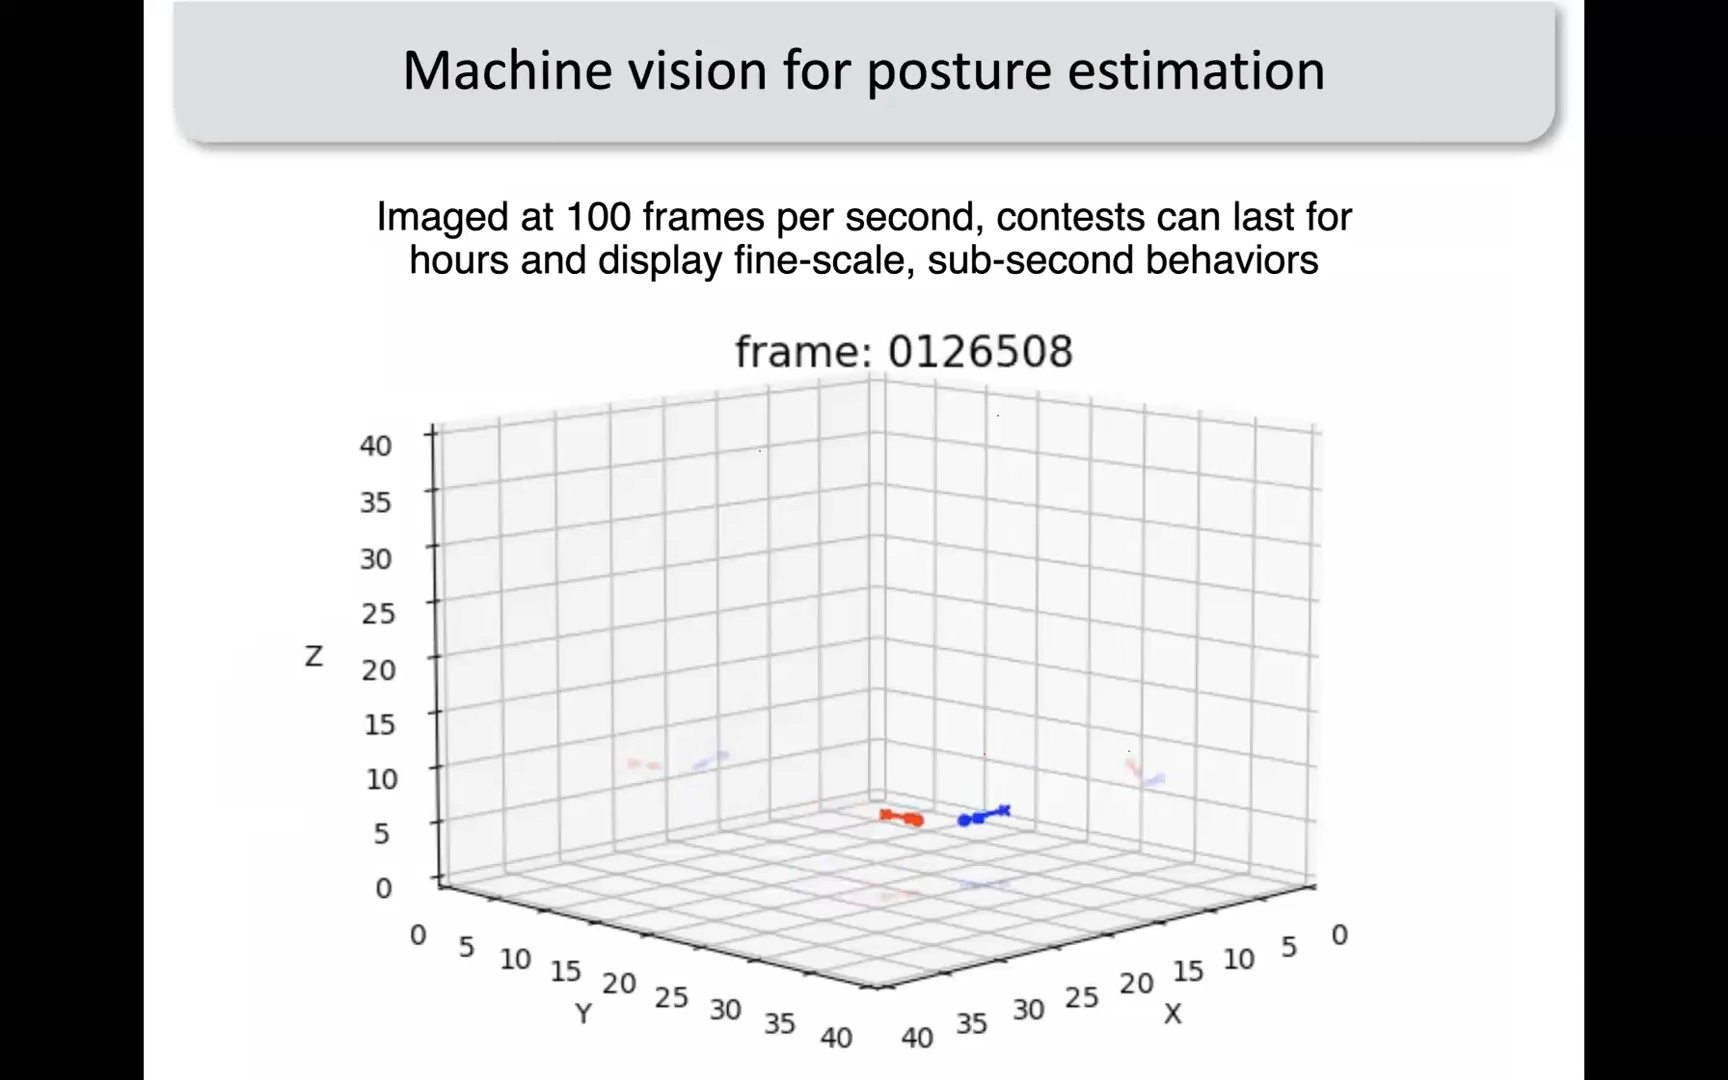 Machine vision for posture estimation
Imaged at 100 frames per second, contests can last for
hours and display fine-scale, sub-second behaviors
frame: 0126508
40
35
30
25
Z
20
15
10
5
0
0 5 10 15 20 25 30 35 40
Y
40 35 30 25 20 15 10 5 0
X